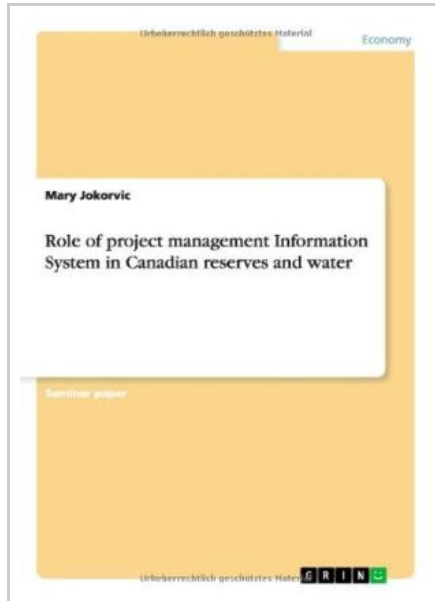 Urheberrechtlich geschütztes Material
Economy
Mary Jokorvic
Role of project management Information
System in Canadian reserves and water
Seminar paper
Urheberrechtlich geschütztes Mater
GRIN